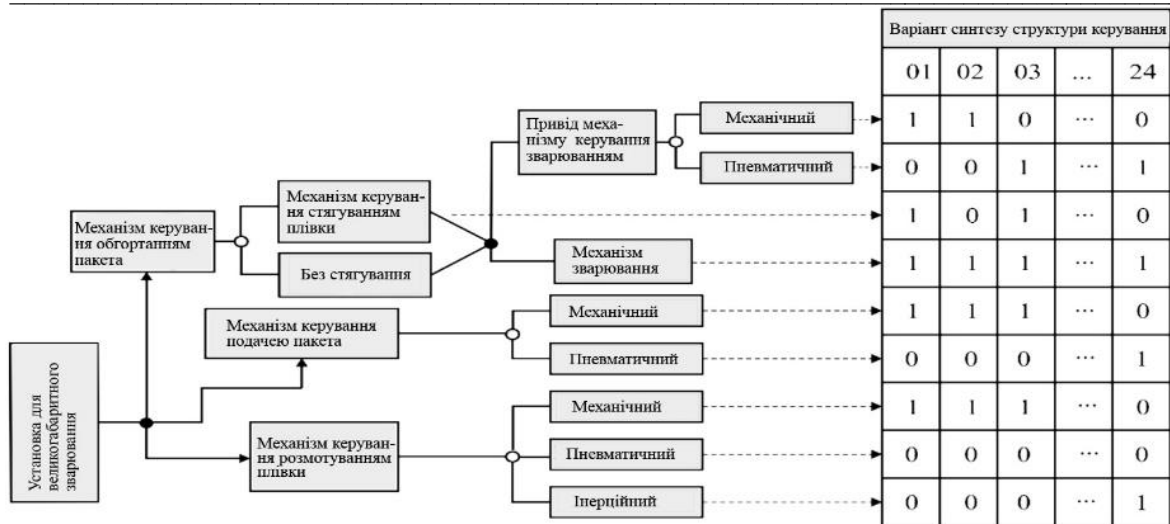 Варіант синтезу структури керування
01 02 03 ... 24
Привід меха-
нізму керування
зварюванням
Механічний
1 1 0 ... 0
Пневматичний
0 0 1 ... 1
Механізм керуван-
ня стягуванням
плівки
1 0 1 ... 0
Механізм керуван-
ня обгортанням
пакета
Без стягування
Механізм
зварювання
1 1 1 ... 1
Механізм керування
подачею пакета
Механічний
1 1 1 ... 0
Пневматичний
0 0 0 ... 1
Установка для
великогабаритного
зварювання
Механізм керуван-
ня розмотуванням
плівки
Механічний
1 1 1 ... 0
Пневматичний
0 0 0 ... 0
Інерційний
0 0 0 ... 1